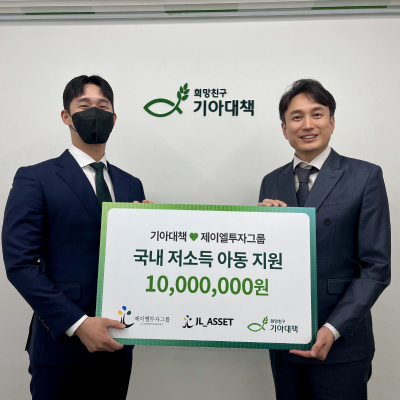 희망친구
기아대책
기아대책 제이엘투자그룹
국내 저소득 아동 지원
10,000,000원
제이엘투자그룹
JL_ASSET
희망친구
기아대책